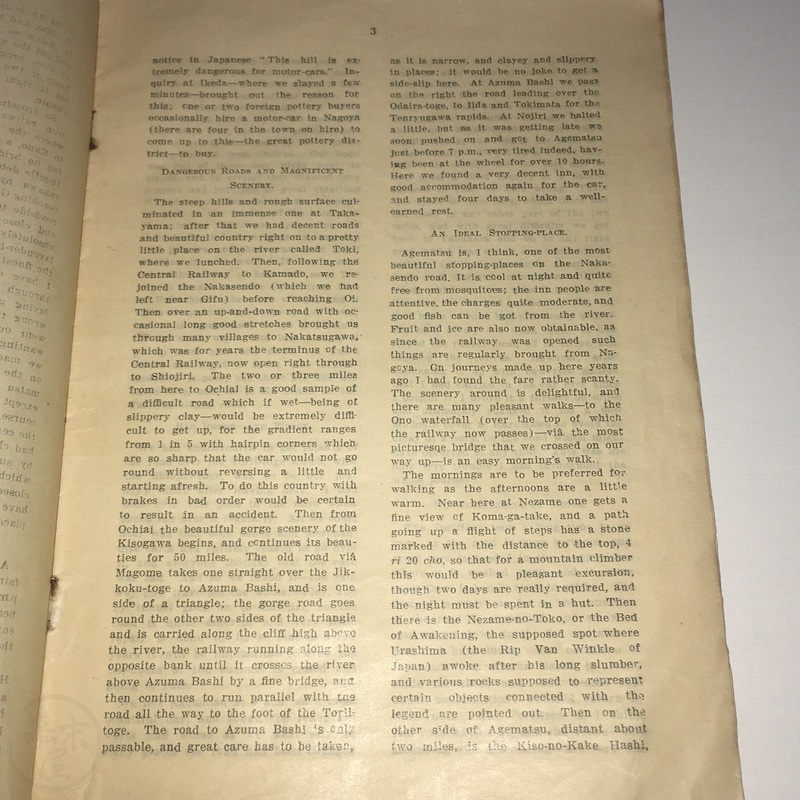 3
notice in Japanese "This hill is ex-
tremely dangerous for motor-cars." In-
quiry at Ikeda—where we stayed a few
minutes—brought out the reason for
this; one or two foreign pottery buyers
occasionally hire a motor-car in Nagoya
(there are four in the town on hire) to
come up to this—the great pottery dis-
trict—to buy.
DANGEROUS ROADS AND MAGNIFICENT
SCENERY.
The steep hills and rough surface cul-
minated in an immense one at Taka-
yama; after that we had decent roads
and beautiful country right on to a pretty
little place on the river called Toki,
where we lunched. Then, following the
Central Railway to Kamado, we re-
joined the Nakasendo (which we had
left near Gifu) before reaching Oi.
Then over an up-and-down road with oc-
casional long good stretches brought us
through many villages to Nakatsugawa,
which was for years the terminus of the
Central Railway, now open right through
to Shiojiri. The two or three miles
from here to Ochiai is a good sample of
a difficult road which if wet—being of
slippery clay—would be extremely diffi-
cult to get up, for the gradient ranges
from 1 in 5 with hairpin corners which
are so sharp that the car would not go
round without reversing a little and
starting afresh. To do this country with
brakes in bad order would be certain
to result in an accident. Then from
Ochiai the beautiful gorge scenery of the
Kisogawa begins, and continues its beau-
ties for 50 miles. The old road viâ
Magome takes one straight over the Jik-
koku-toge to Azuma Bashi, and is one
side of a triangle; the gorge road goes
round the other two sides of the triangle
and is carried along the cliff high above
the river, the railway running along the
opposite bank until it crosses the river
above Azuma Bashi by a fine bridge, and
then continues to run parallel with the
road all the way to the foot of the Torii-
toge. The road to Azuma Bashi is only
passable, and great care has to be taken,
as it is narrow, and clayey and slippery
in places; it would be no joke to get a
side-slip here. At Azuma Bashi we pass
on the right the road leading over the
Odaira-toge, to Iida and Tokimata for the
Tenryugawa rapids. At Nojiri we halted
a little, but as it was getting late we
soon pushed on and got to Agematsu
just before 7 p.m., very tired indeed, hav-
ing been at the wheel for over 10 hours.
Here we found a very decent inn, with
good accommodation again for the car,
and stayed four days to take a well-
earned rest.
AN IDEAL STOPPING-PLACE.
Agematsu is, I think, one of the most
beautiful stopping-places on the Naka-
sendo road. It is cool at night and quite
free from mosquitoes; the inn people are
attentive, the charges quite moderate, and
good fish can be got from the river.
Fruit and ice are also now obtainable, as
since the railway was opened such
things are regularly brought from Na-
goya. On journeys made up here years
ago I had found the fare rather scanty.
The scenery around is delightful, and
there are many pleasant walks—to the
Ono waterfall (over the top of which
the railway now passes)—viâ the most
picturesqe bridge that we crossed on our
way up—is an easy morning's walk.
The mornings are to be preferred for
walking as the afternoons are a little
warm. Near here at Nezame one gets a
fine view of Koma-ga-take, and a path
going up a flight of steps has a stone
marked with the distance to the top, 4
ri 20 cho, so that for a mountain climber
this would be a pleasant excursion,
though two days are really required, and
the night must be spent in a hut. Then
there is the Nezame-no-Toko, or the Bed
of Awakening, the supposed spot where
Urashima (the Rip Van Winkle of
Japan) awoke after his long slumber,
and various rocks supposed to represent
certain objects connected with the
legend are pointed out. Then on the
other side of Agematsu, distant about
two miles, is the Kiso-no-Kake Hashi,